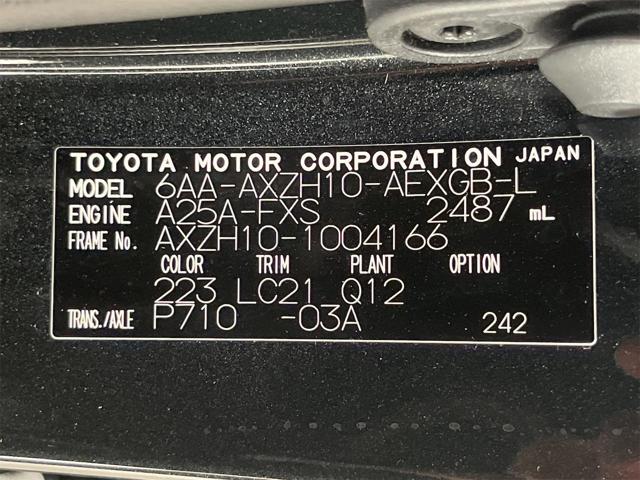 TOYOTA MOTOR CORPORATION JAPAN
MODEL 6AA-AXZH10-AEXGB-L
ENGINE A25A-FXS 2487 mL
FRAME No. AXZH10-1004166
COLOR TRIM PLANT OPTION
223 LC21 Q12
TRANS./AXLE P710 -03A 242